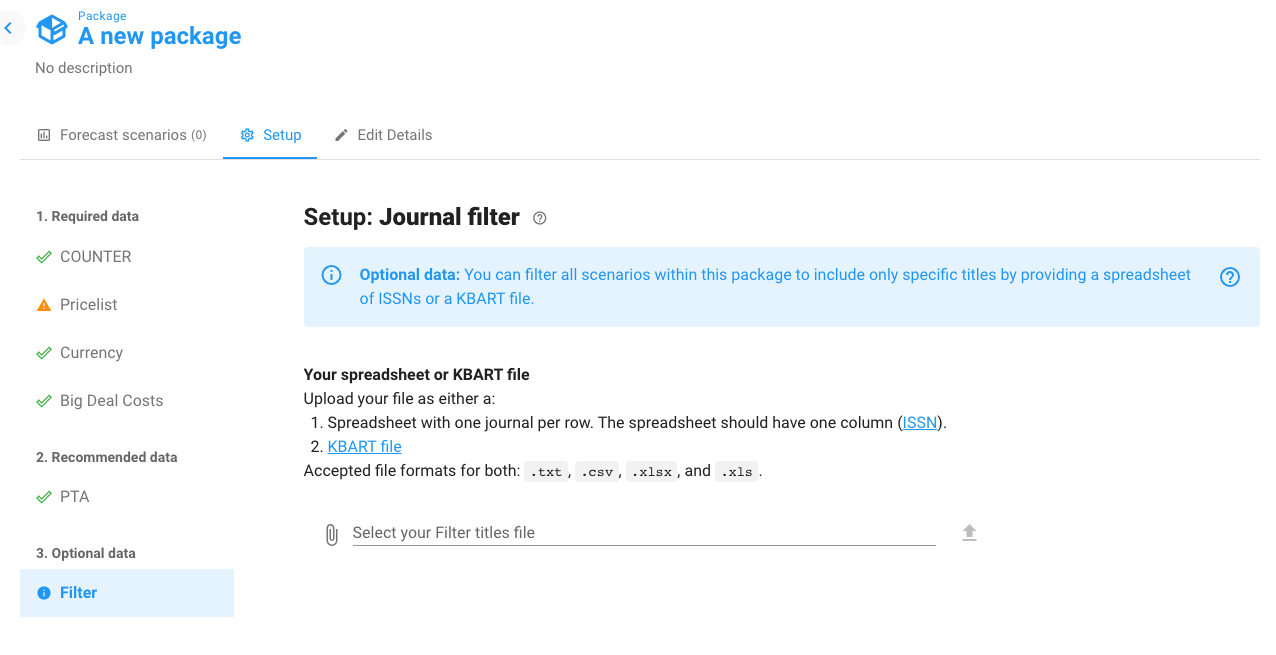 Package
A new package
No description
Forecast scenarios (0)
Setup
Edit Details
1. Required data
COUNTER
Pricelist
Currency
Big Deal Costs
2. Recommended data
PTA
3. Optional data
Filter
Setup: Journal filter
Optional data: You can filter all scenarios within this package to include only specific titles by providing a spreadsheet
of ISSNs or a KBART file.
Your spreadsheet or KBART file
Upload your file as either a:
1. Spreadsheet with one journal per row. The spreadsheet should have one column (ISSN).
2. KBART file
Accepted file formats for both: .txt, .csv, .xlsx, and .xls.
Select your Filter titles file